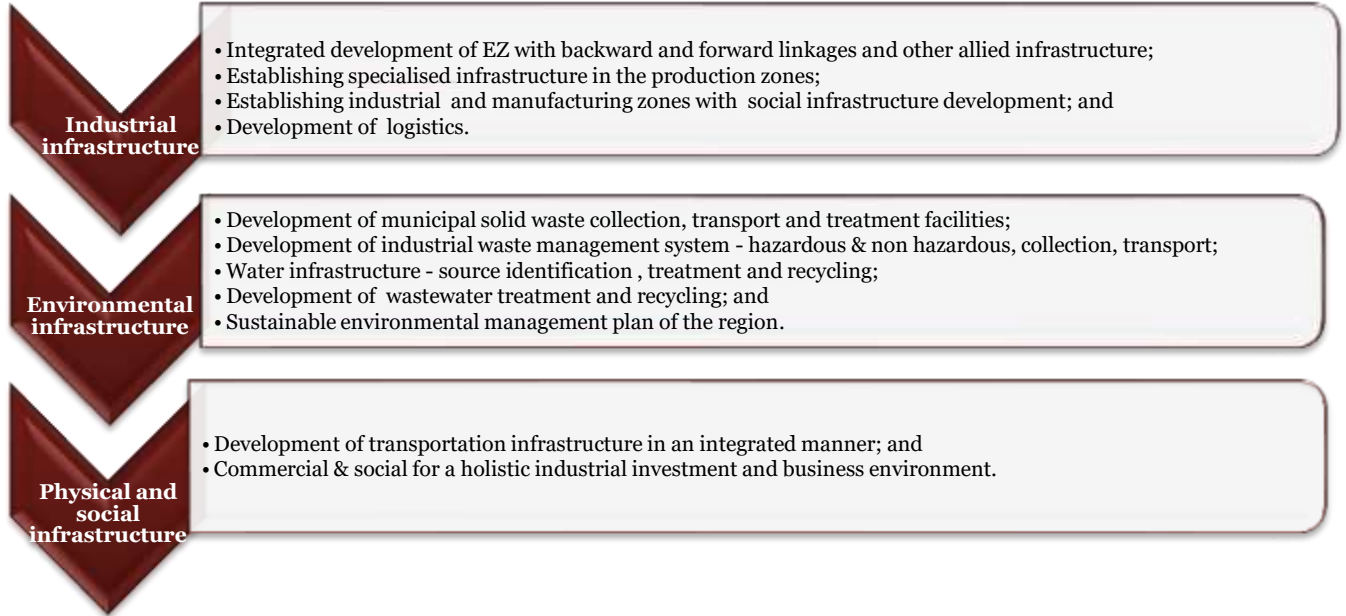 Industrial
infrastructure
• Integrated development of EZ with backward and forward linkages and other allied infrastructure;
• Establishing specialised infrastructure in the production zones;
• Establishing industrial and manufacturing zones with social infrastructure development; and
• Development of logistics.
Environmental
infrastructure
• Development of municipal solid waste collection, transport and treatment facilities;
• Development of industrial waste management system - hazardous & non hazardous, collection, transport;
• Water infrastructure - source identification , treatment and recycling;
• Development of wastewater treatment and recycling; and
• Sustainable environmental management plan of the region.
Physical and
social
infrastructure
• Development of transportation infrastructure in an integrated manner; and
• Commercial & social for a holistic industrial investment and business environment.